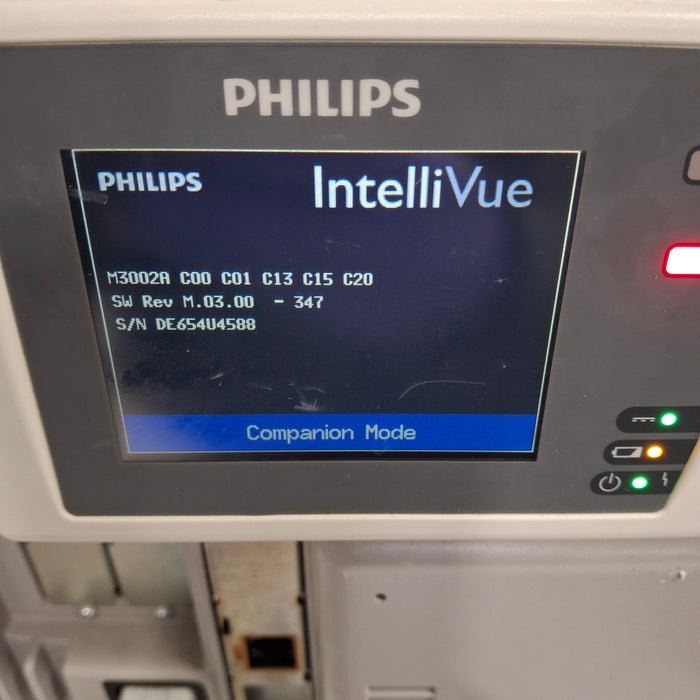 PHILIPS
PHILIPS
IntelliVue
M3002A C00 C01 C13 C15 C20
SW Rev M.03.00 - 347
S/N DE654U4588
Companion Mode